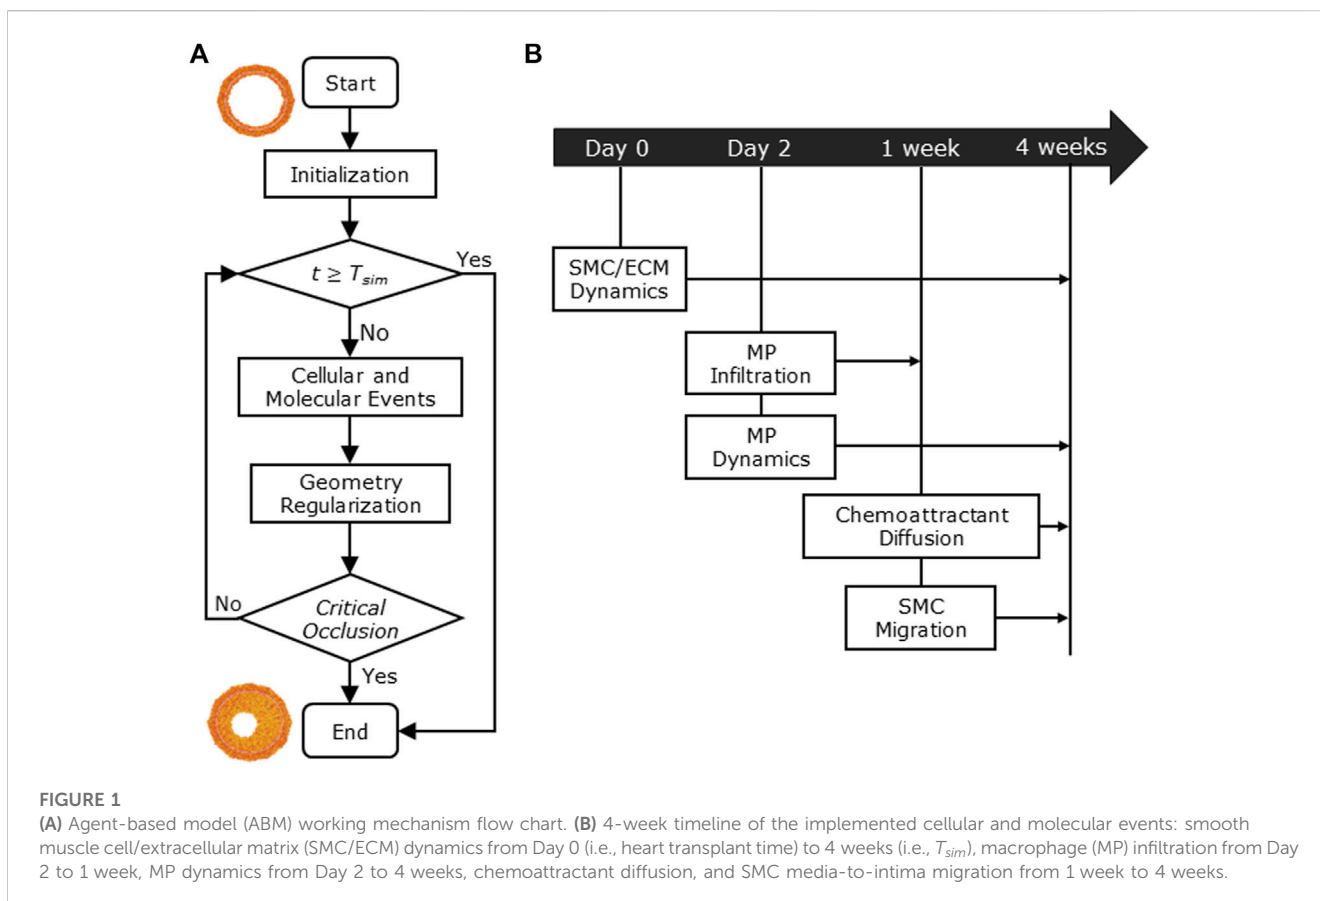 A
Start
Initialization
t ≥ Tsim
Yes
No
Cellular and
Molecular Events
Geometry
Regularization
No
Critical
Occlusion
Yes
End
B
Day 0 Day 2 1 week 4 weeks
SMC/ECM
Dynamics
MP
Infiltration
MP
Dynamics
Chemoattractant
Diffusion
SMC
Migration
FIGURE 1
(A) Agent-based model (ABM) working mechanism flow chart. (B) 4-week timeline of the implemented cellular and molecular events: smooth
muscle cell/extracellular matrix (SMC/ECM) dynamics from Day 0 (i.e., heart transplant time) to 4 weeks (i.e., Tsim), macrophage (MP) infiltration from Day
2 to 1 week, MP dynamics from Day 2 to 4 weeks, chemoattractant diffusion, and SMC media-to-intima migration from 1 week to 4 weeks.